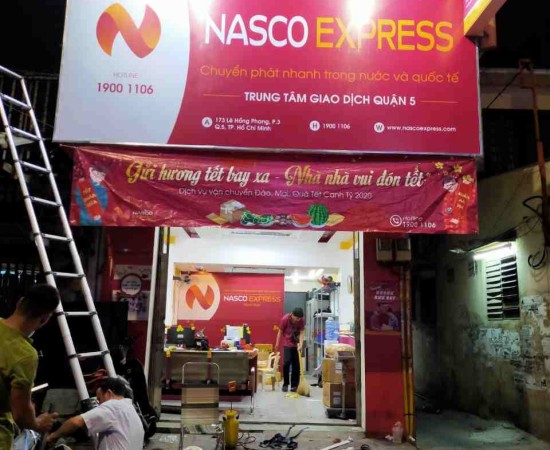 NASCO EXPRESS
Chuyển phát nhanh trong nước và quốc tế
HOTLINE
1900 1106
TRUNG TÂM GIAO DỊCH QUẬN 5
A 173 Lê Hồng Phong, P.3
Q.5, TP. Hồ Chí Minh
H 1900 1106
W www.nascoexpress.com
Gửi hương tết bay xa - Nhà nhà vui đón tết
Dịch vụ vận chuyển Đào, Mai, Quà Tết Canh Tý 2020
Hotline
1900 1106
NASCO EXPRESS